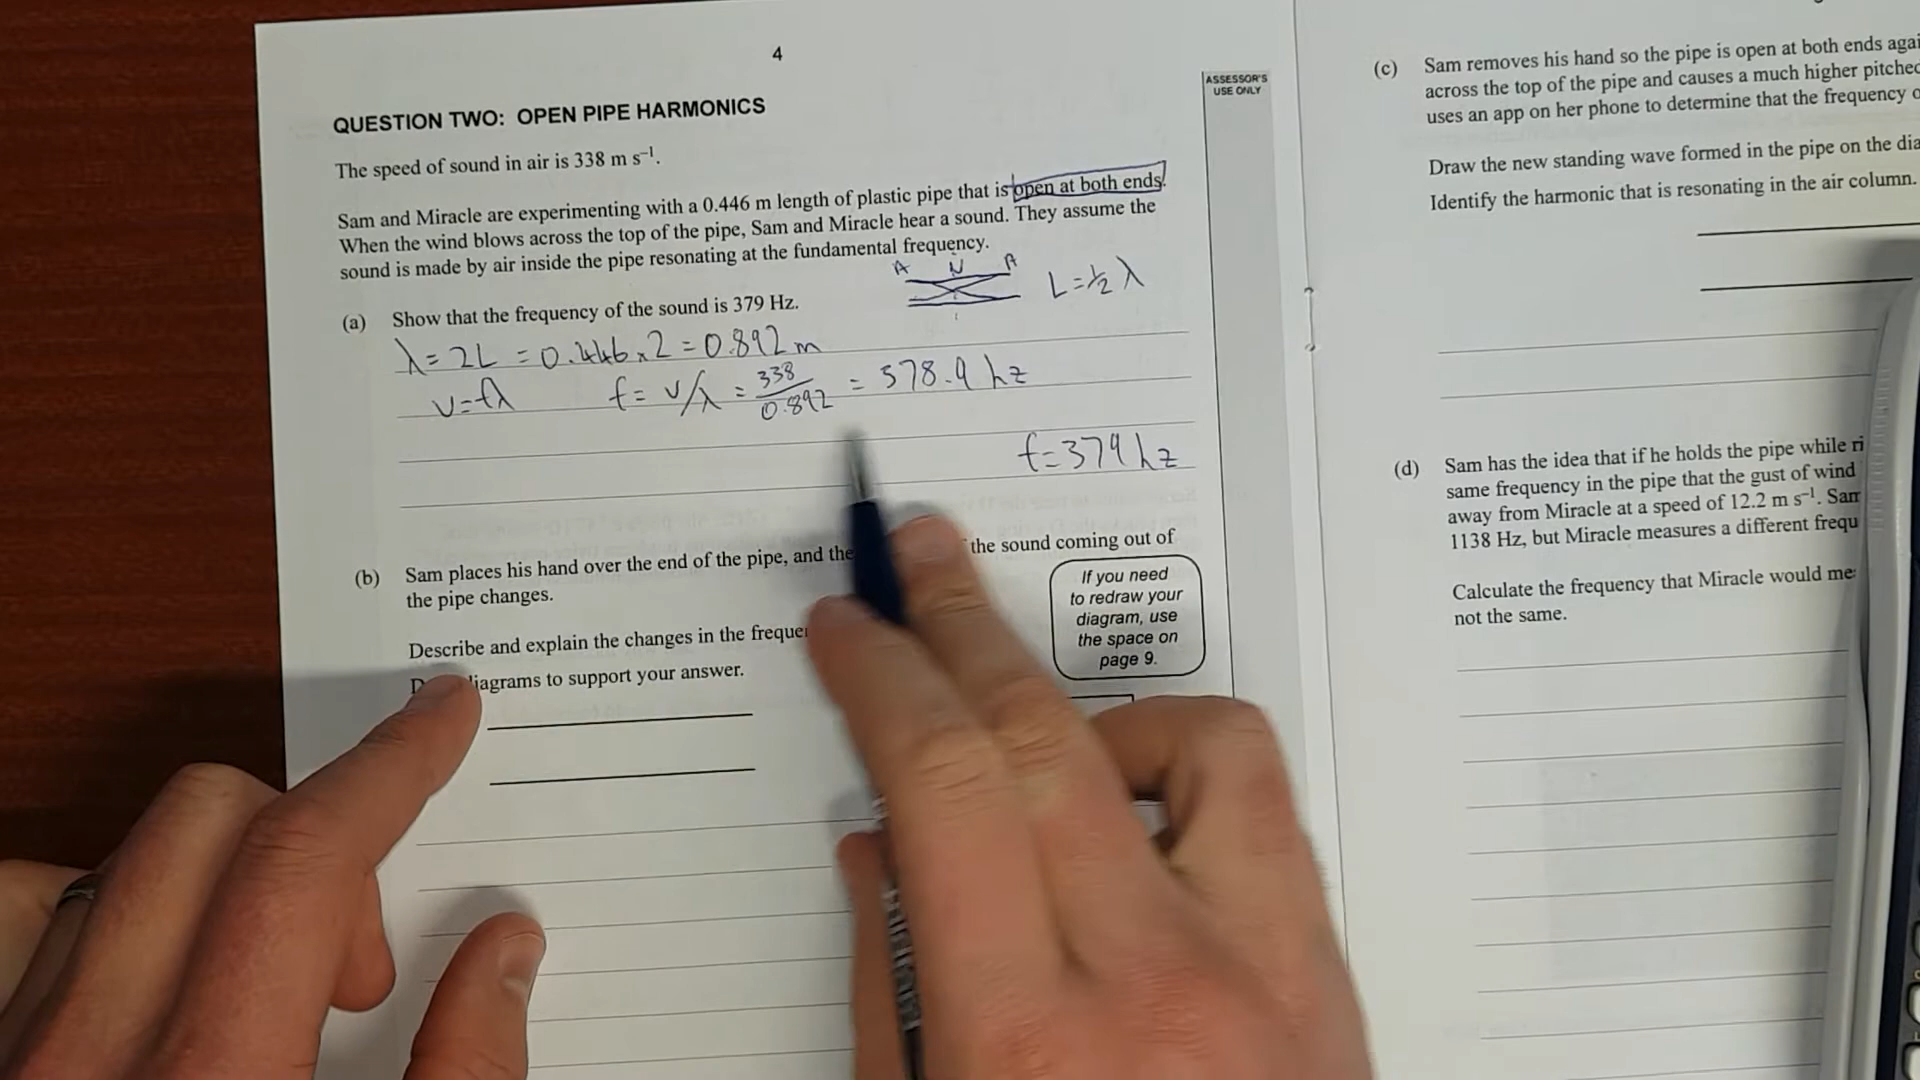 4
ASSESSOR'S
USE ONLY
QUESTION TWO: OPEN PIPE HARMONICS
The speed of sound in air is 338 m s⁻¹.
Sam and Miracle are experimenting with a 0.446 m length of plastic pipe that is open at both ends.
When the wind blows across the top of the pipe, Sam and Miracle hear a sound. They assume the
sound is made by air inside the pipe resonating at the fundamental frequency.
A N A
L = ½ λ
(a) Show that the frequency of the sound is 379 Hz.
λ = 2L = 0.446 × 2 = 0.892 m
v = fλ f = v/λ = 338/0.892 = 378.9 hz
f = 379 hz
(b) Sam places his hand over the end of the pipe, and the the sound coming out of
the pipe changes.
Describe and explain the changes in the
diagrams to support your answer.
If you need
to redraw your
diagram, use
the space on
page 9.
(c) Sam removes his hand so the pipe is open at both ends
across the top of the pipe and causes a much higher
uses an app on her phone to determine that the frequency
Draw the new standing wave formed in the pipe on the
Identify the harmonic that is resonating in the air column.
(d) Sam has the idea that if he holds the pipe while
same frequency in the pipe that the gust of wind
away from Miracle at a speed of 12.2 m s⁻¹.
1138 Hz, but Miracle measures a different
Calculate the frequency that Miracle would
not the same.